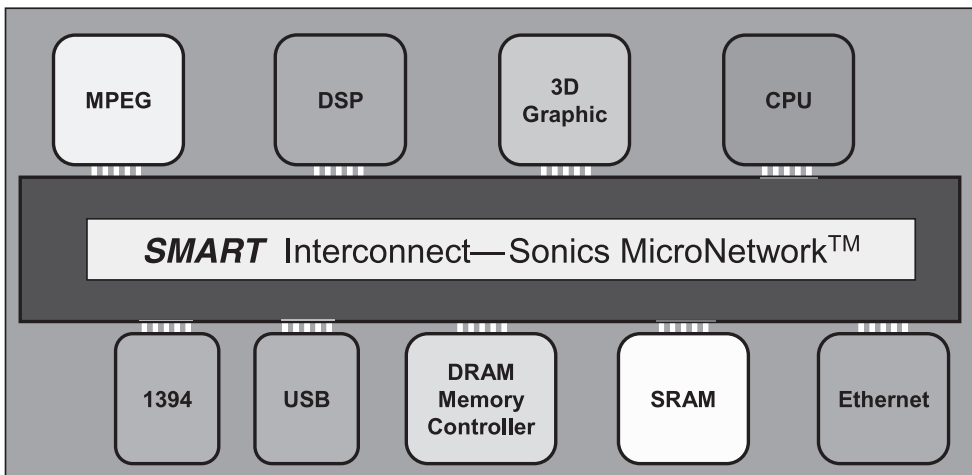 MPEG
DSP
3D
Graphic
CPU
SMART Interconnect—Sonics MicroNetwork™
1394
USB
DRAM
Memory
Controller
SRAM
Ethernet